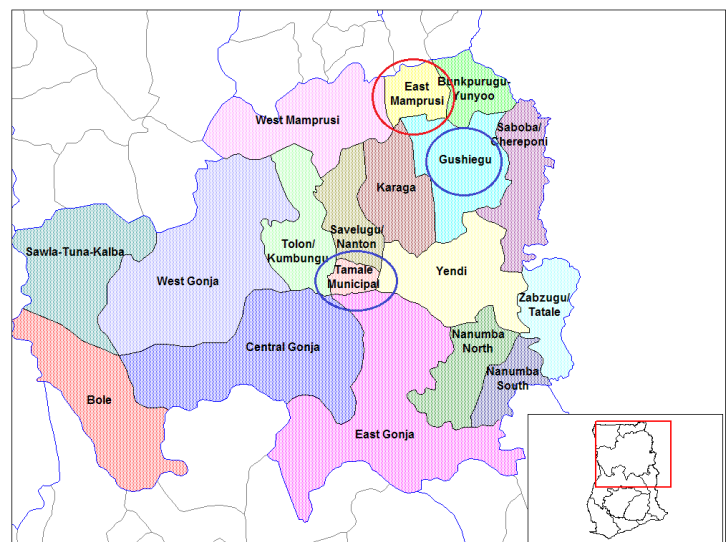 East
Mamprusi
Bunkpurugu-
Yunyoo
West Mamprusi
Saboba/
Chereponi
Gushiegu
Karaga
Savelugu/
Nanton
Tolon/
Kumbungu
Sawla-Tuna-Kalba
West Gonja
Tamale
Municipal
Yendi
Zabzugu/
Tatale
Central Gonja
Nanumba
North
Nanumba
South
Bole
East Gonja